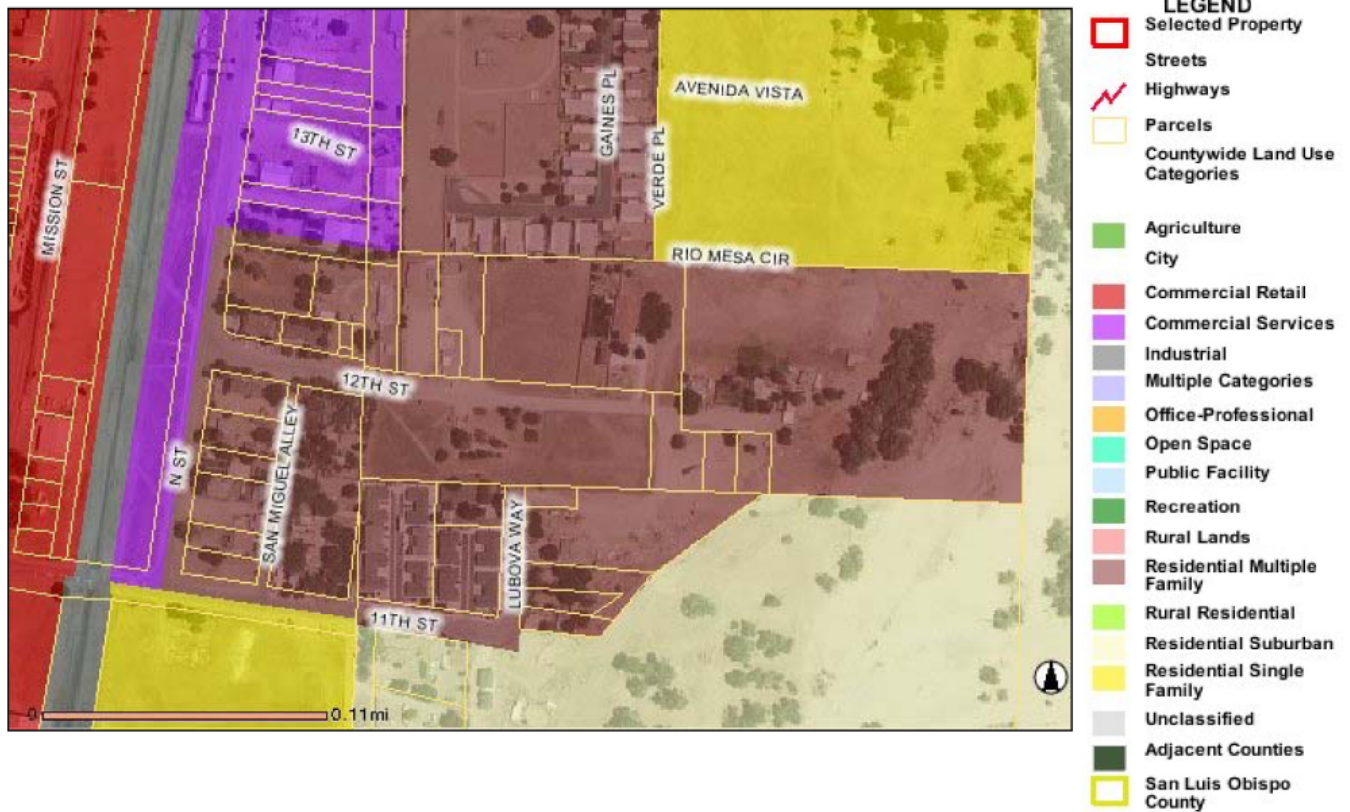 LEGEND
Selected Property
Streets
Highways
Parcels
Countywide Land Use
Categories
Agriculture
City
Commercial Retail
Commercial Services
Industrial
Multiple Categories
Office-Professional
Open Space
Public Facility
Recreation
Rural Lands
Residential Multiple
Family
Rural Residential
Residential Suburban
Residential Single
Family
Unclassified
Adjacent Counties
San Luis Obispo
County
MISSION ST
13TH ST
GAINES PL
VERDE PL
AVENIDA VISTA
RIO MESA CIR
12TH ST
N ST
SAN MIGUEL ALLEY
LUBOVA WAY
11TH ST
0 0.11mi